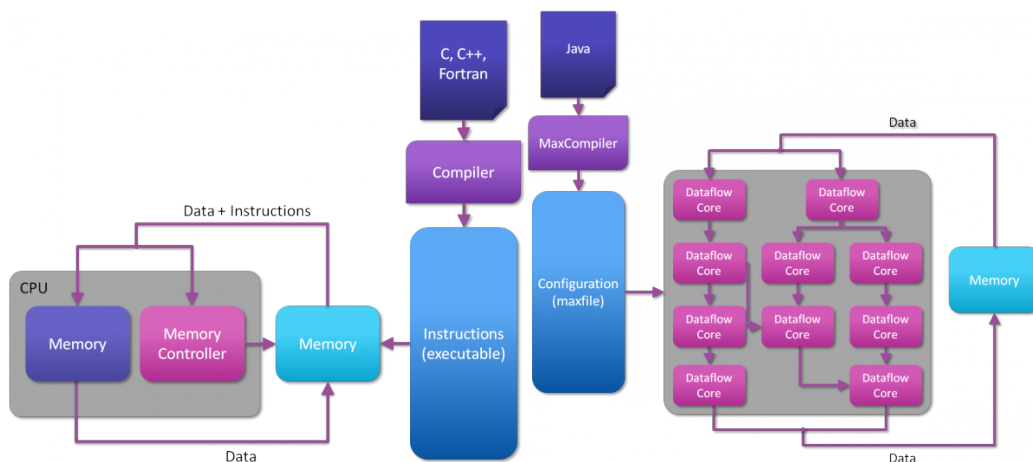 C, C++,
Fortran
Compiler
Data + Instructions
CPU
Memory
Memory
Controller
Memory
Instructions
(executable)
Data
Java
MaxCompiler
Configuration
(maxfile)
Data
Dataflow
Core
Dataflow
Core
Dataflow
Core
Dataflow
Core
Dataflow
Core
Dataflow
Core
Dataflow
Core
Dataflow
Core
Dataflow
Core
Dataflow
Core
Memory
Data